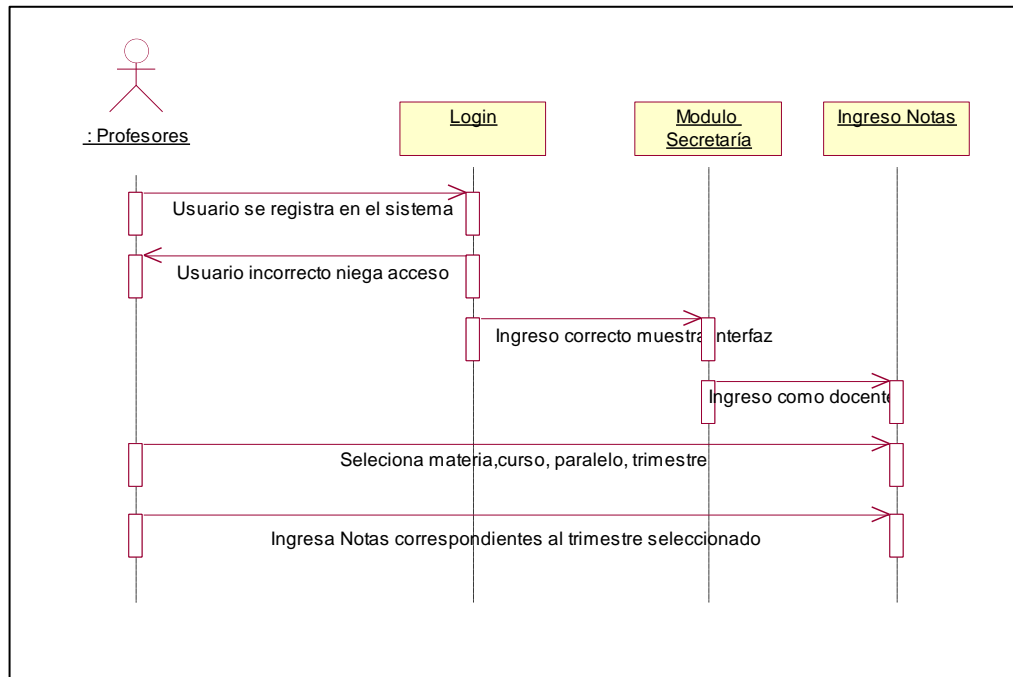 : Profesores
Login
Modulo
Secretaría
Ingreso Notas
Usuario se registra en el sistema
Usuario incorrecto niega acceso
Ingreso correcto muestra interfaz
Ingreso como docente
Seleciona materia,curso, paralelo, trimestre
Ingresa Notas correspondientes al trimestre seleccionado